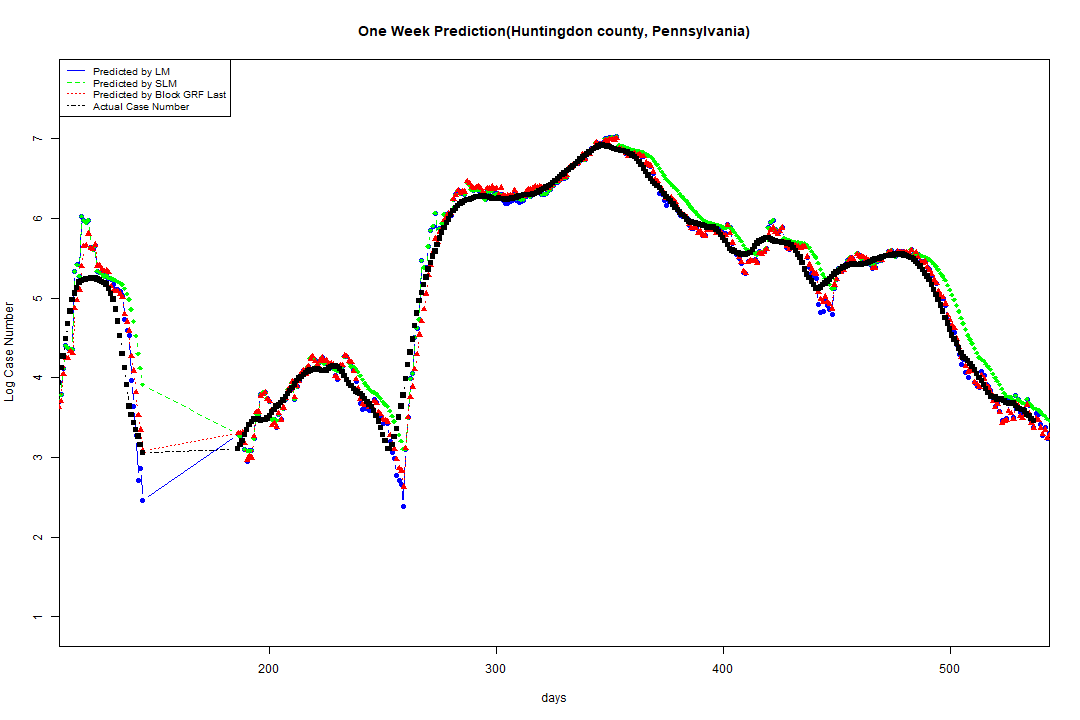 One Week Prediction(Huntingdon county, Pennsylvania)
Predicted by LM
Predicted by SLM
Predicted by Block GRF Last
Actual Case Number
Log Case Number
7
6
5
4
3
2
1
200
300
400
500
days